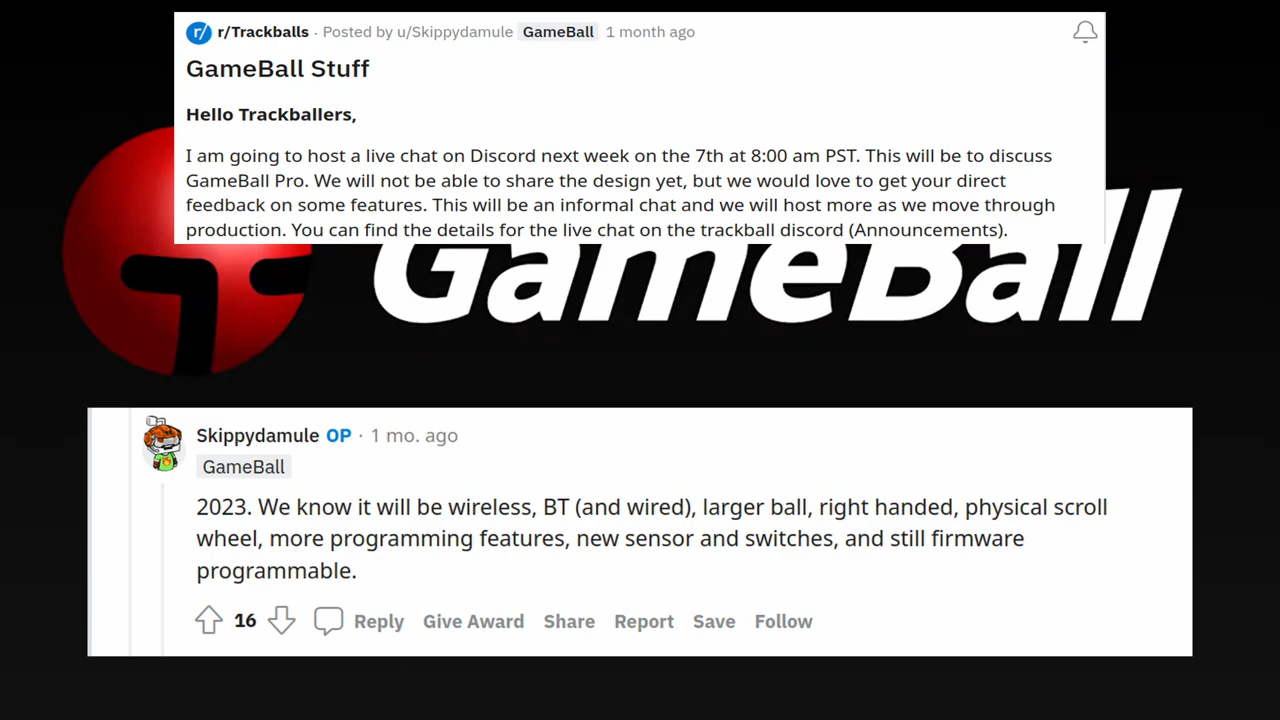 r/Trackballs · Posted by u/Skippydamule GameBall 1 month ago
GameBall Stuff
Hello Trackballers,
I am going to host a live chat on Discord next week on the 7th at 8:00 am PST. This will be to discuss
GameBall Pro. We will not be able to share the design yet, but we would love to get your direct
feedback on some features. This will be an informal chat and we will host more as we move through
production. You can find the details for the live chat on the trackball discord (Announcements).
GameBall
Skippydamule OP · 1 mo. ago
GameBall
2023. We know it will be wireless, BT (and wired), larger ball, right handed, physical scroll
wheel, more programming features, new sensor and switches, and still firmware
programmable.
16 Reply Give Award Share Report Save Follow